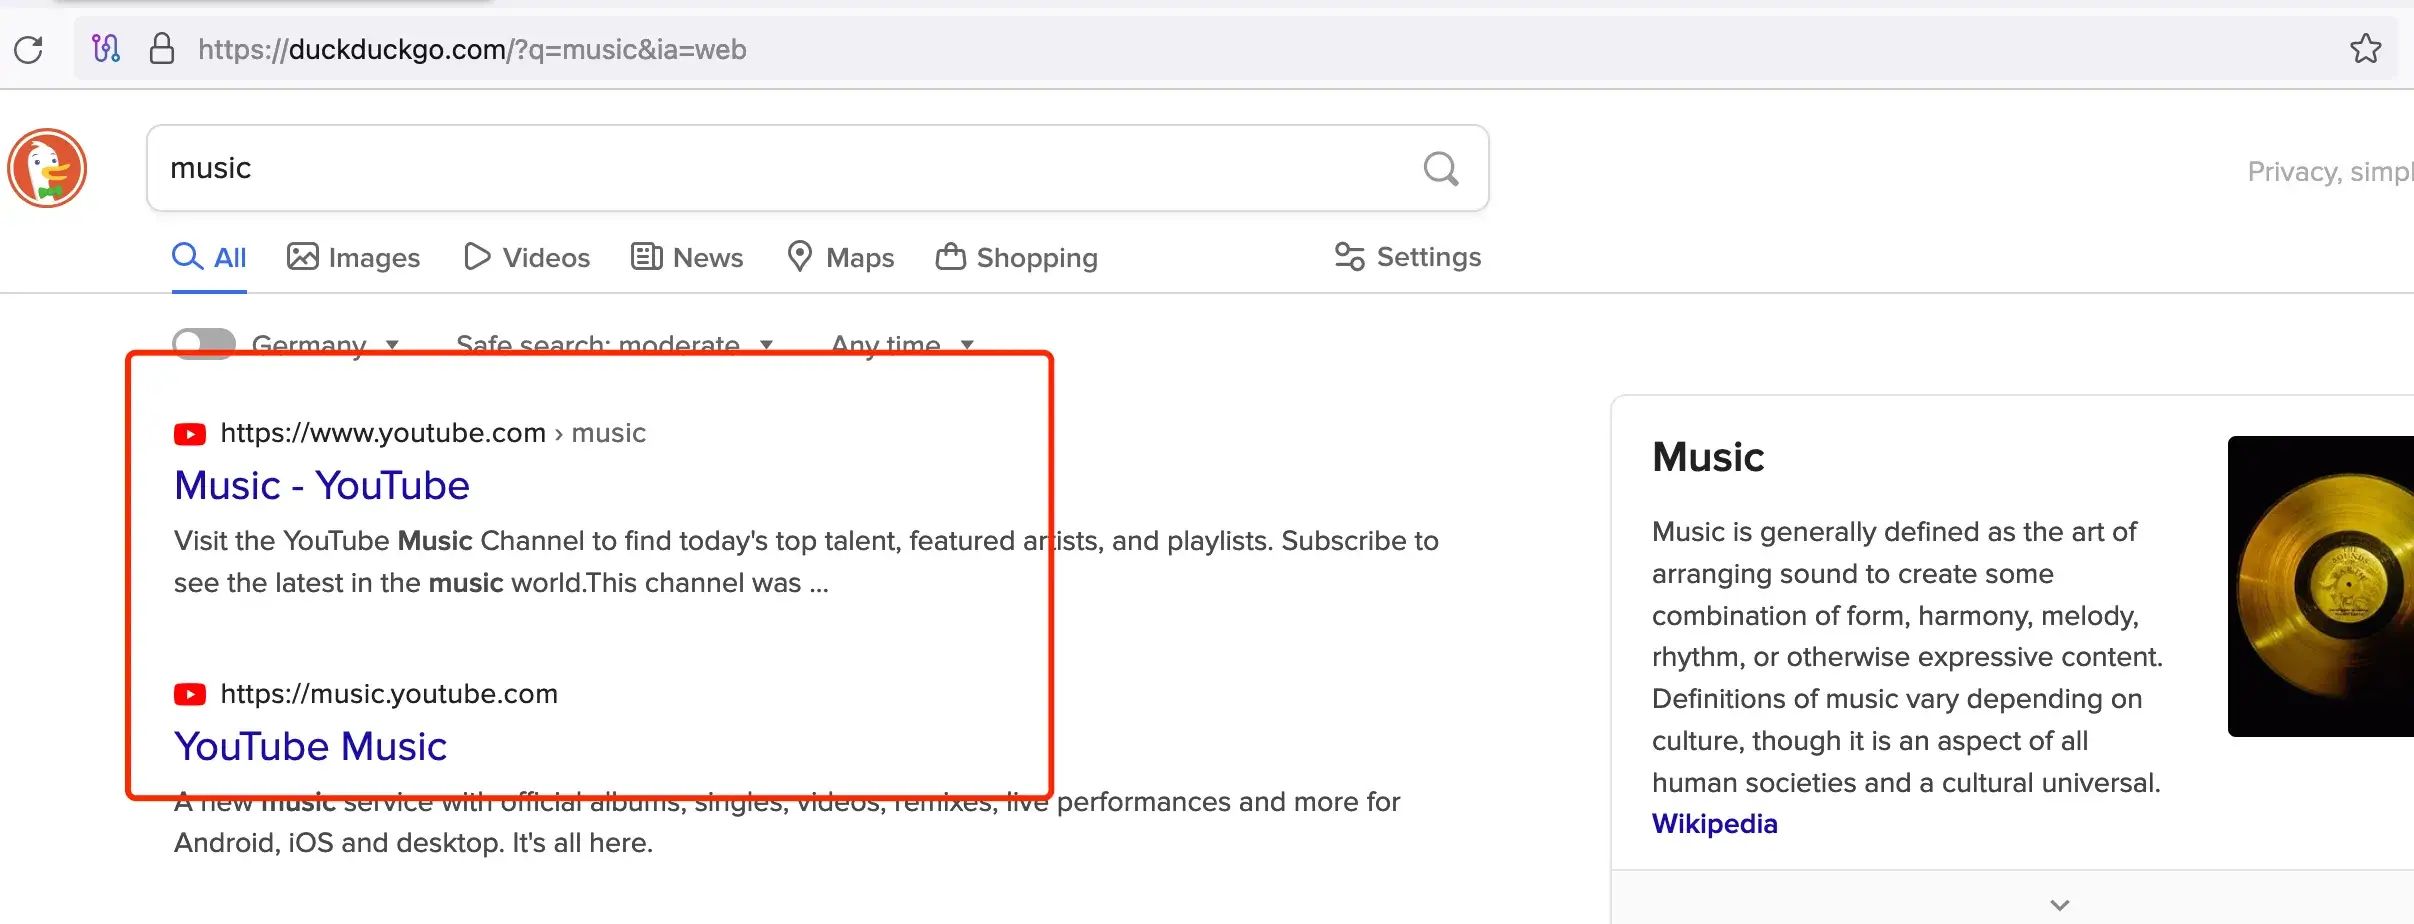 https://duckduckgo.com/?q=music&ia=web
music
Privacy, simpl
All Images Videos News Maps Shopping Settings
Germany Safe search: moderate Any time
https://www.youtube.com › music
Music - YouTube
Visit the YouTube Music Channel to find today's top talent, featured artists, and playlists. Subscribe to
see the latest in the music world.This channel was ...
https://music.youtube.com
YouTube Music
A new music service with official albums, singles, videos, remixes, live performances and more for
Android, iOS and desktop. It's all here.
Music
Music is generally defined as the art of
arranging sound to create some
combination of form, harmony, melody,
rhythm, or otherwise expressive content.
Definitions of music vary depending on
culture, though it is an aspect of all
human societies and a cultural universal.
Wikipedia